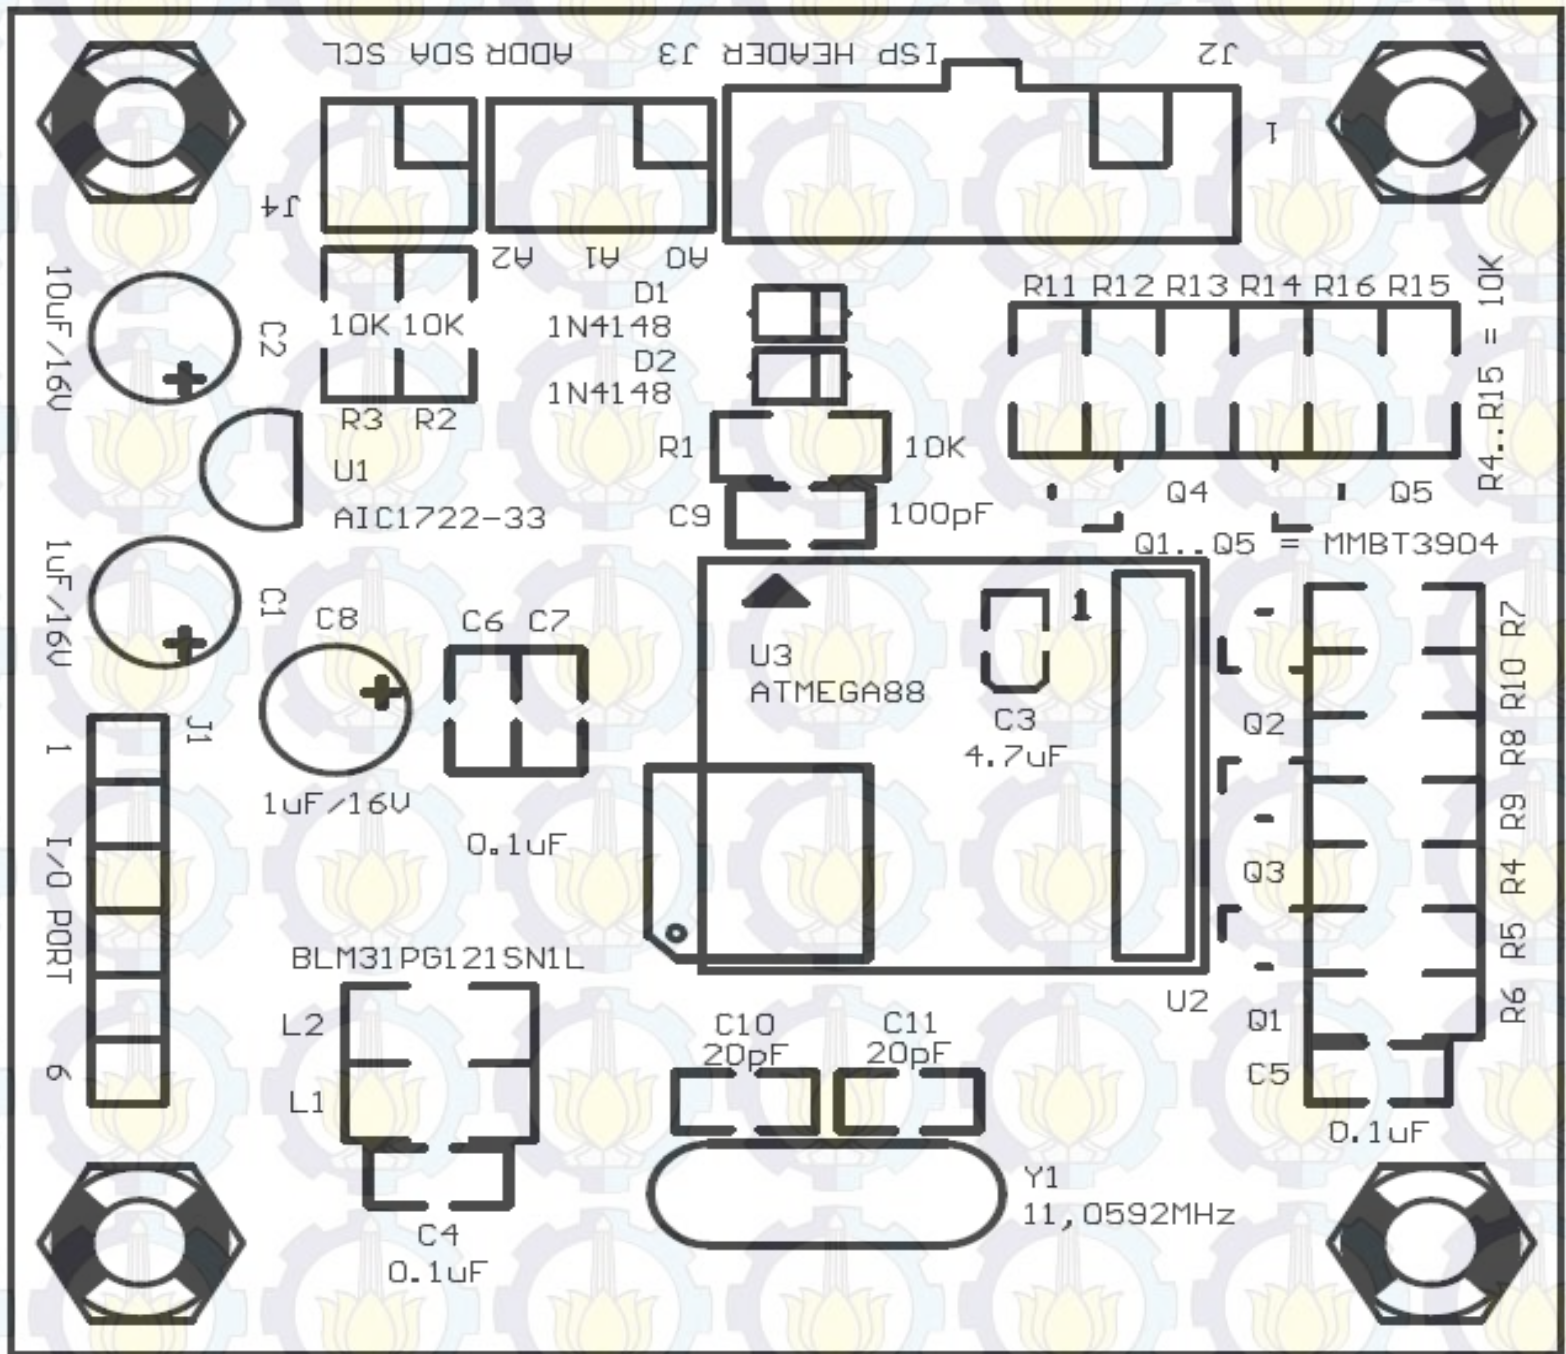 SCL SDA ADDR J3 ISP HEADER J2
1
J4
A2 A1 A0
10uF/16V
C2
10K 10K
R3 R2
D1
1N4148
D2
1N4148
R1 10K
C9 100pF
R11 R12 R13 R14 R16 R15
R4..R15 = 10K
Q4 Q5
Q1..Q5 = MMBT3904
U1
AIC1722-33
1uF/16V
C1
C8
1uF/16V
C6 C7
0.1uF
U3
ATMEGA88
1
C3
4.7uF
U2
Q2
Q3
Q1
R7
R10
R8
R9
R4
R5
R6
C5
0.1uF
J1
1
I/O PORT
6
BLM31PG121SN1L
L2
L1
C4
0.1uF
C10
20pF
C11
20pF
Y1
11,0592MHz